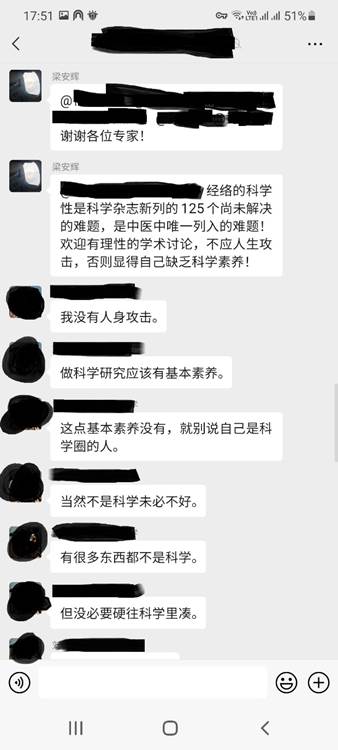 17:51
51%
梁安辉
@
谢谢各位专家！
梁安辉
经络的科学
性是科学杂志新列的 125 个尚未解决
的难题，是中医中唯一列入的难题！
欢迎有理性的学术讨论，不应人生攻
击，否则显得自己缺乏科学素养！
我没有人身攻击。
做科学研究应该有基本素养。
这点基本素养没有，就别说自己是科
学圈的人。
当然不是科学未必不好。
有很多东西都不是科学。
但没必要硬往科学里凑。